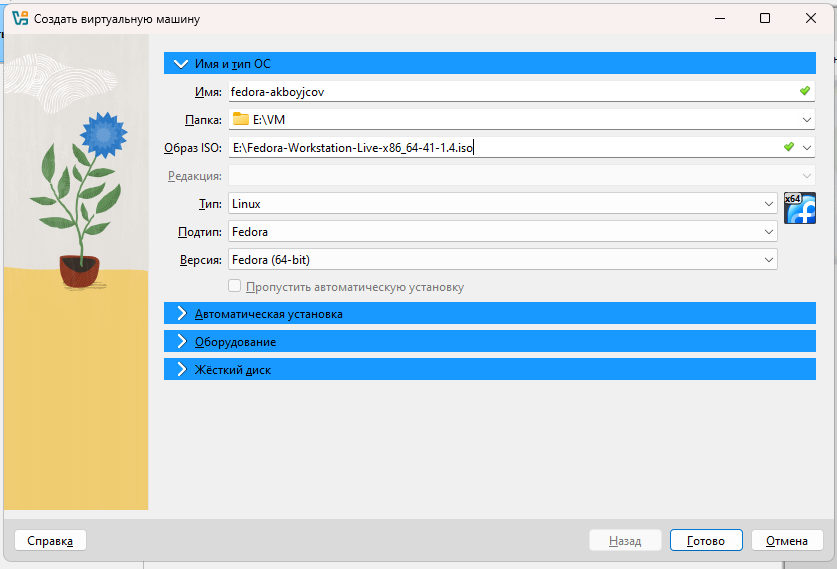 Создать виртуальную машину
Имя и тип ОС
Имя: fedora-akboyjcov
Папка: E:\VM
Образ ISO: E:\Fedora-Workstation-Live-x86_64-41-1.4.iso
Редакция:
Тип: Linux
x64
Подтип: Fedora
Версия: Fedora (64-bit)
Пропустить автоматическую установку
Автоматическая установка
Оборудование
Жёсткий диск
Справка Назад Готово Отмена